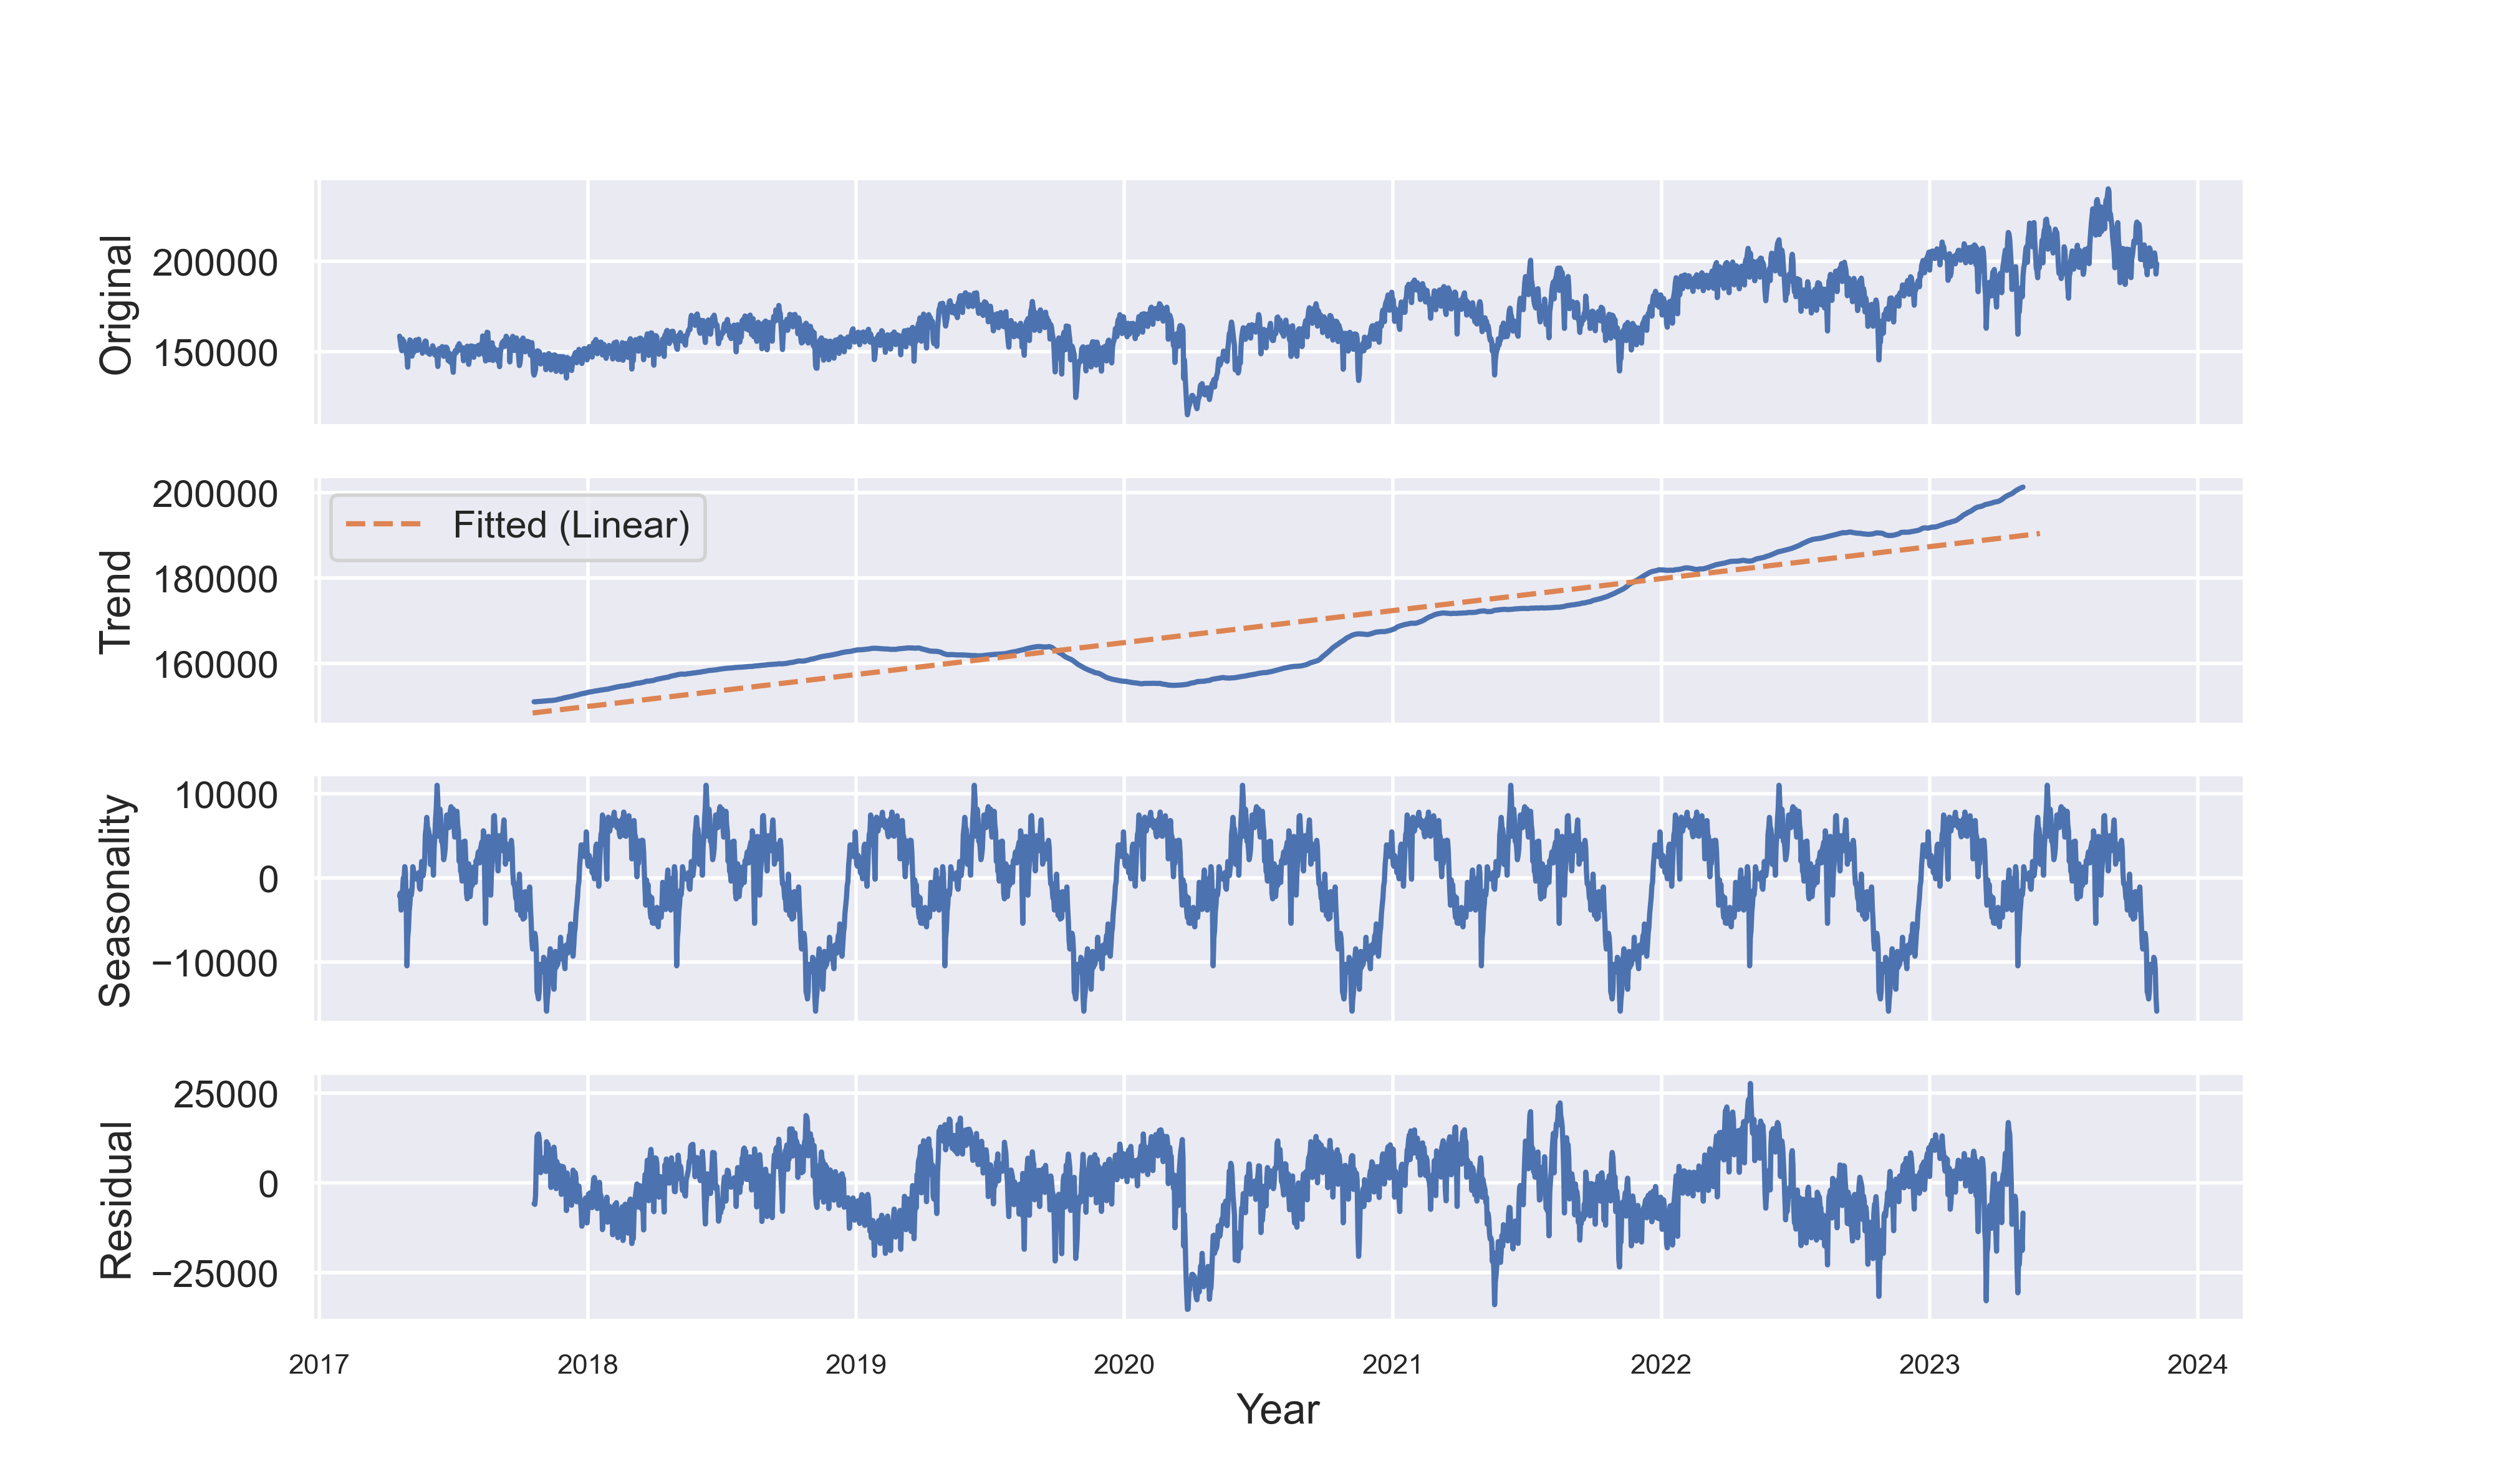 Original
200000
150000
Trend
200000
180000
160000
Fitted (Linear)
Seasonality
10000
0
−10000
Residual
25000
0
−25000
2017 2018 2019 2020 2021 2022 2023 2024
Year